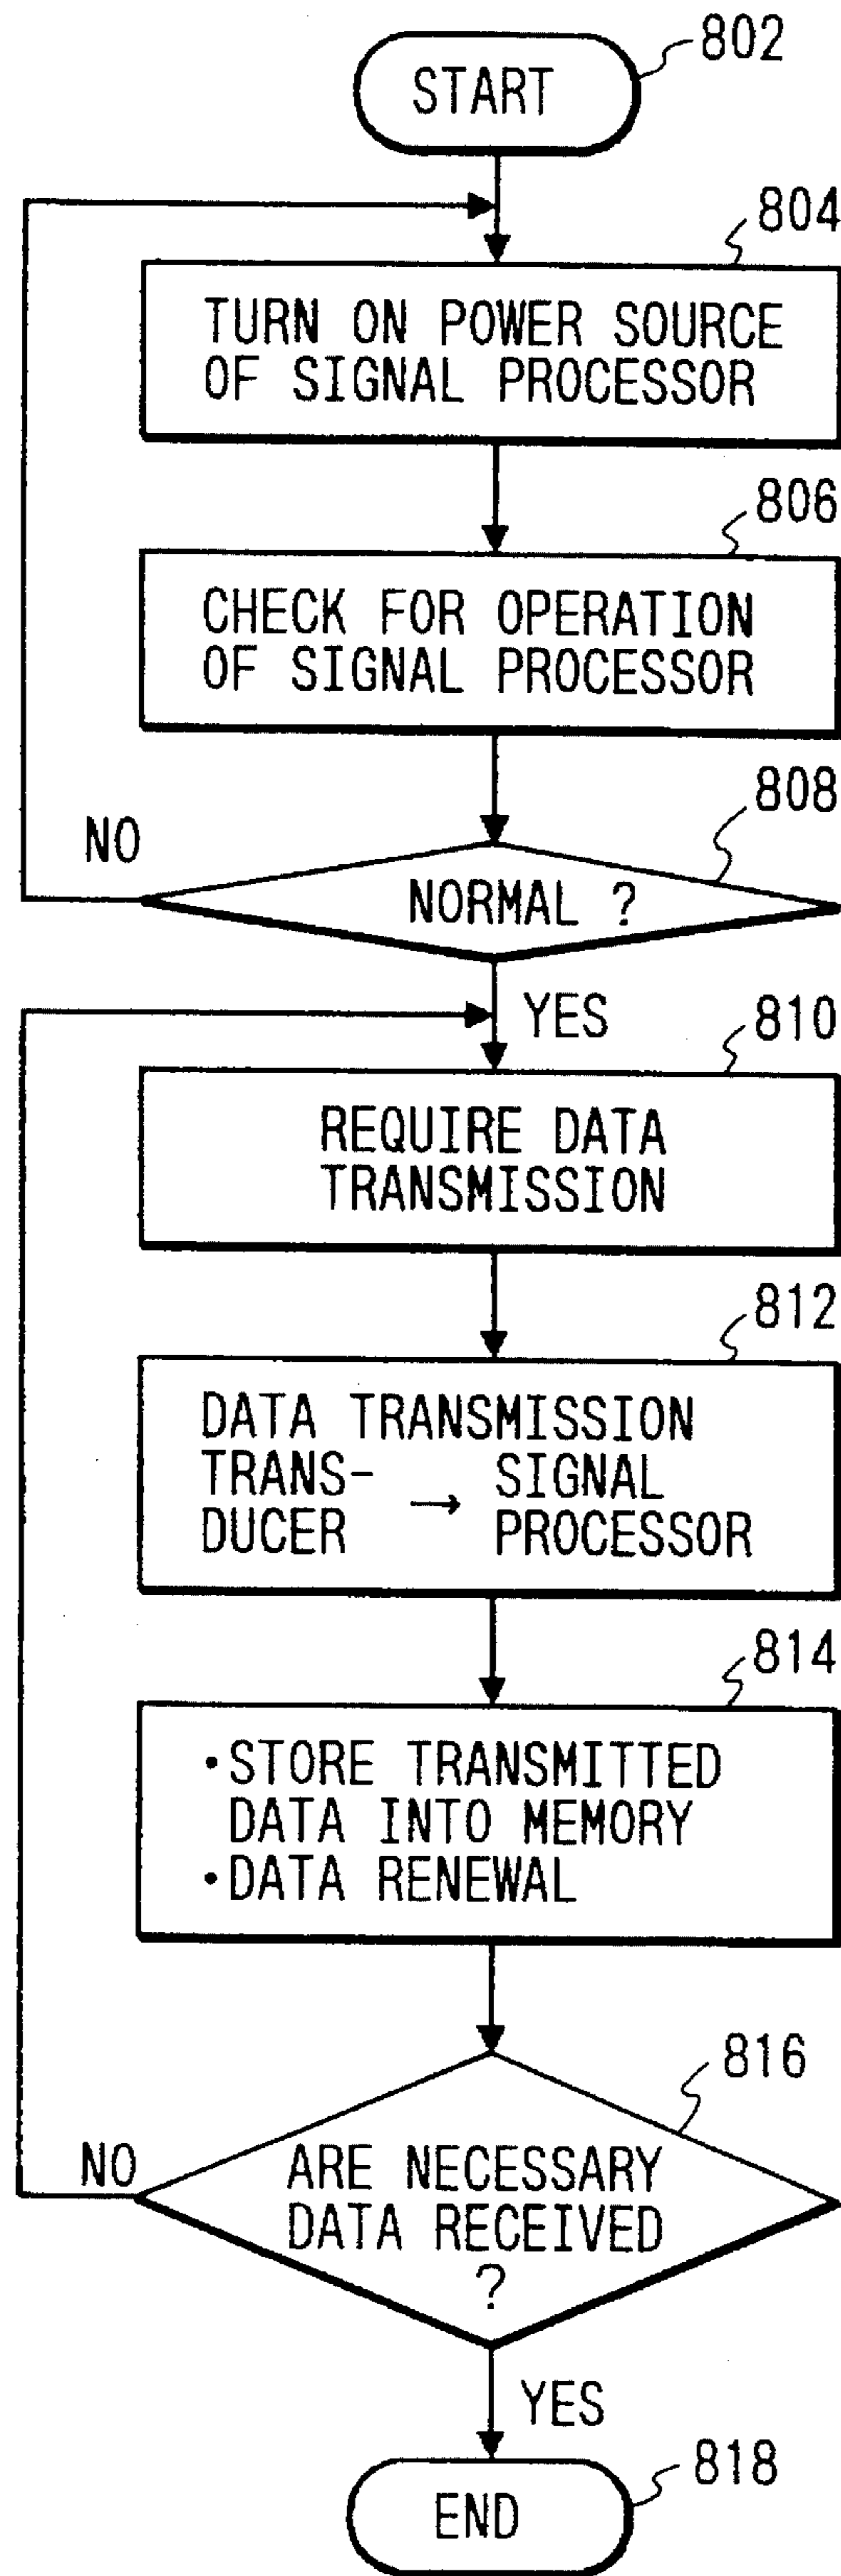 802
START
804
TURN ON POWER SOURCE
OF SIGNAL PROCESSOR
806
CHECK FOR OPERATION
OF SIGNAL PROCESSOR
808
NO
NORMAL ?
YES
810
REQUIRE DATA
TRANSMISSION
812
DATA TRANSMISSION
TRANS- → SIGNAL
DUCER PROCESSOR
814
•STORE TRANSMITTED
DATA INTO MEMORY
•DATA RENEWAL
816
NO
ARE NECESSARY
DATA RECEIVED
?
YES
818
END